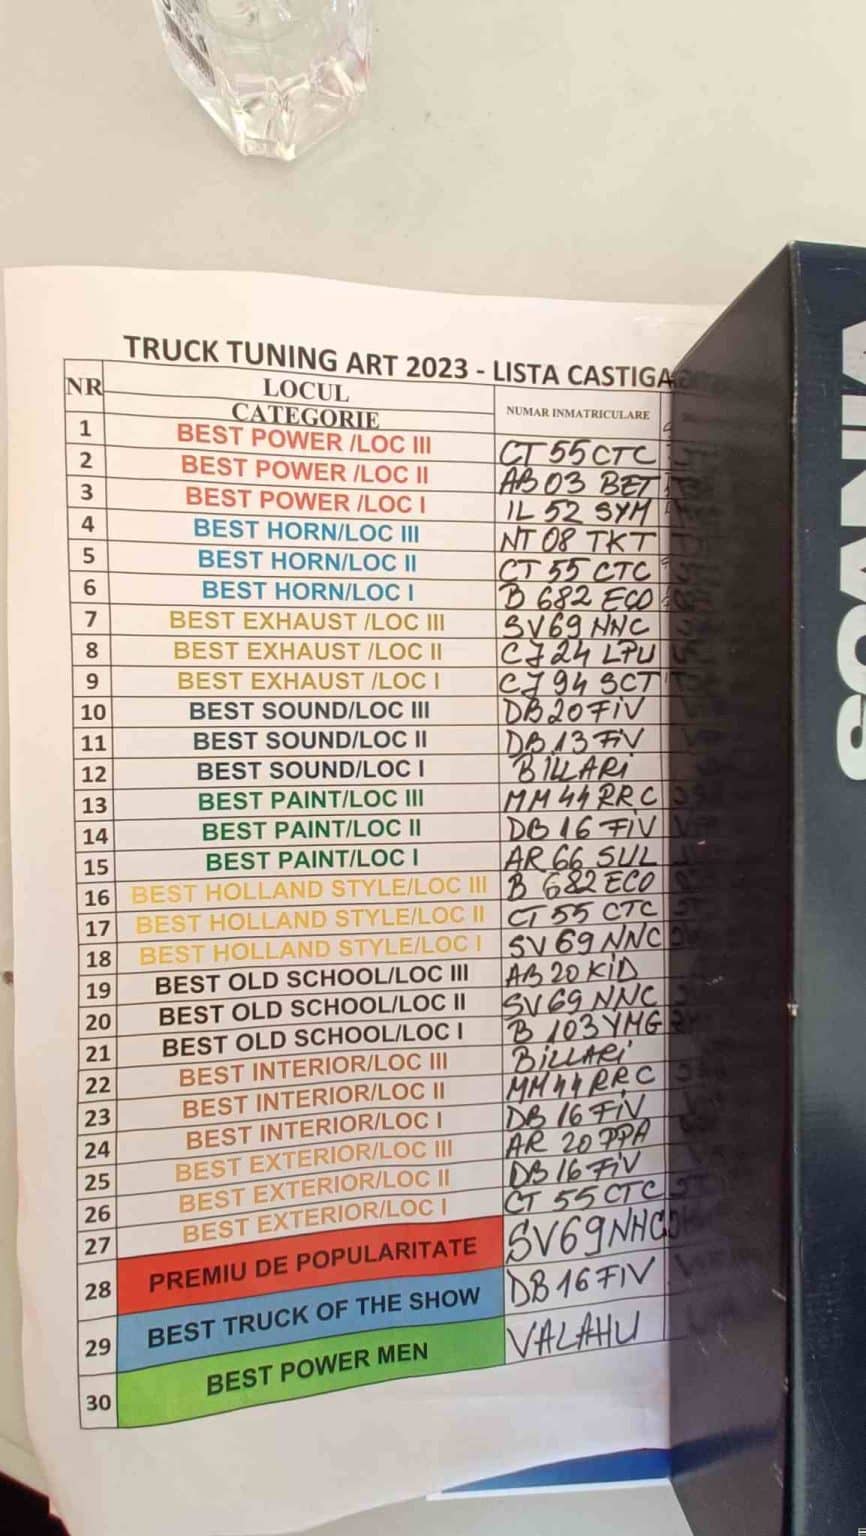 TRUCK TUNING ART 2023 - LISTA CASTIGA
NR LOCUL NUMAR INMATRICULARE
CATEGORIE
1 BEST POWER /LOC III CT 55 CTC
2 BEST POWER /LOC II AB 03 BET
3 BEST POWER /LOC I IL 52 SYM
4 BEST HORN/LOC III NT 08 TKT
5 BEST HORN/LOC II CT 55 CTC
6 BEST HORN/LOC I B 682 ECO
7 BEST EXHAUST /LOC III SV 69 NNC
8 BEST EXHAUST /LOC II CJ 24 LPU
9 BEST EXHAUST /LOC I CJ 94 SCT
10 BEST SOUND/LOC III DB 20 FIV
11 BEST SOUND/LOC II DB 13 FIV
12 BEST SOUND/LOC I BILLARI
13 BEST PAINT/LOC III MM 44 RRC
14 BEST PAINT/LOC II DB 16 FIV
15 BEST PAINT/LOC I AR 66 SUL
16 BEST HOLLAND STYLE/LOC III B 682 ECO
17 BEST HOLLAND STYLE/LOC II CT 55 CTC
18 BEST HOLLAND STYLE/LOC I SV 69 NNC
19 BEST OLD SCHOOL/LOC III AB 20 KID
20 BEST OLD SCHOOL/LOC II SV 69 NNC
21 BEST OLD SCHOOL/LOC I B 103 YMG
22 BEST INTERIOR/LOC III BILLARI
23 BEST INTERIOR/LOC II MM 44 RRC
24 BEST INTERIOR/LOC I DB 16 FIV
25 BEST EXTERIOR/LOC III AR 20 PPA
26 BEST EXTERIOR/LOC II DB 16 FIV
27 BEST EXTERIOR/LOC I CT 55 CTC
28 PREMIU DE POPULARITATE SV 69 NNC
29 BEST TRUCK OF THE SHOW DB 16 FIV
30 BEST POWER MEN VALAHU
SCANIA